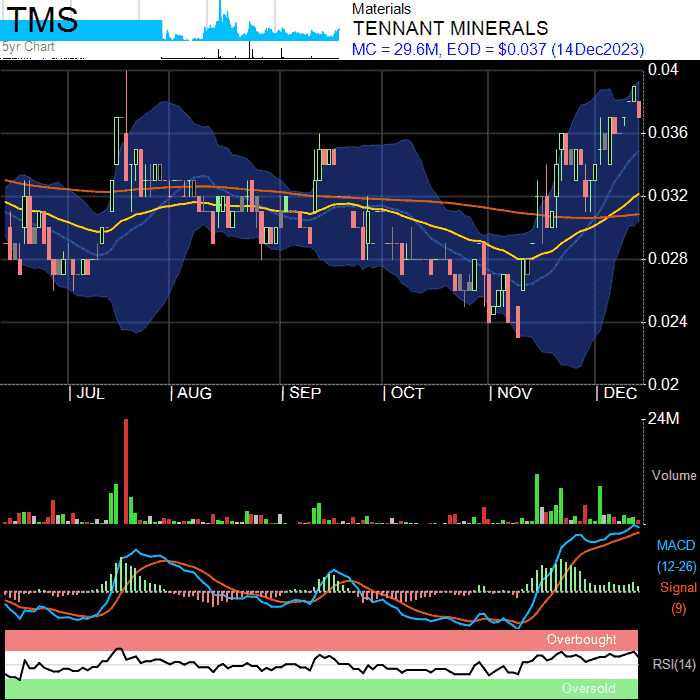 TMS
5yr Chart
Materials
TENNANT MINERALS
MC = 29.6M, EOD = $0.037 (14Dec2023)
0.04
0.036
0.032
0.028
0.024
0.02
JUL
AUG
SEP
OCT
NOV
DEC
24M
Volume
MACD
(12-26)
Signal
(9)
Overbought
RSI(14)
Oversold